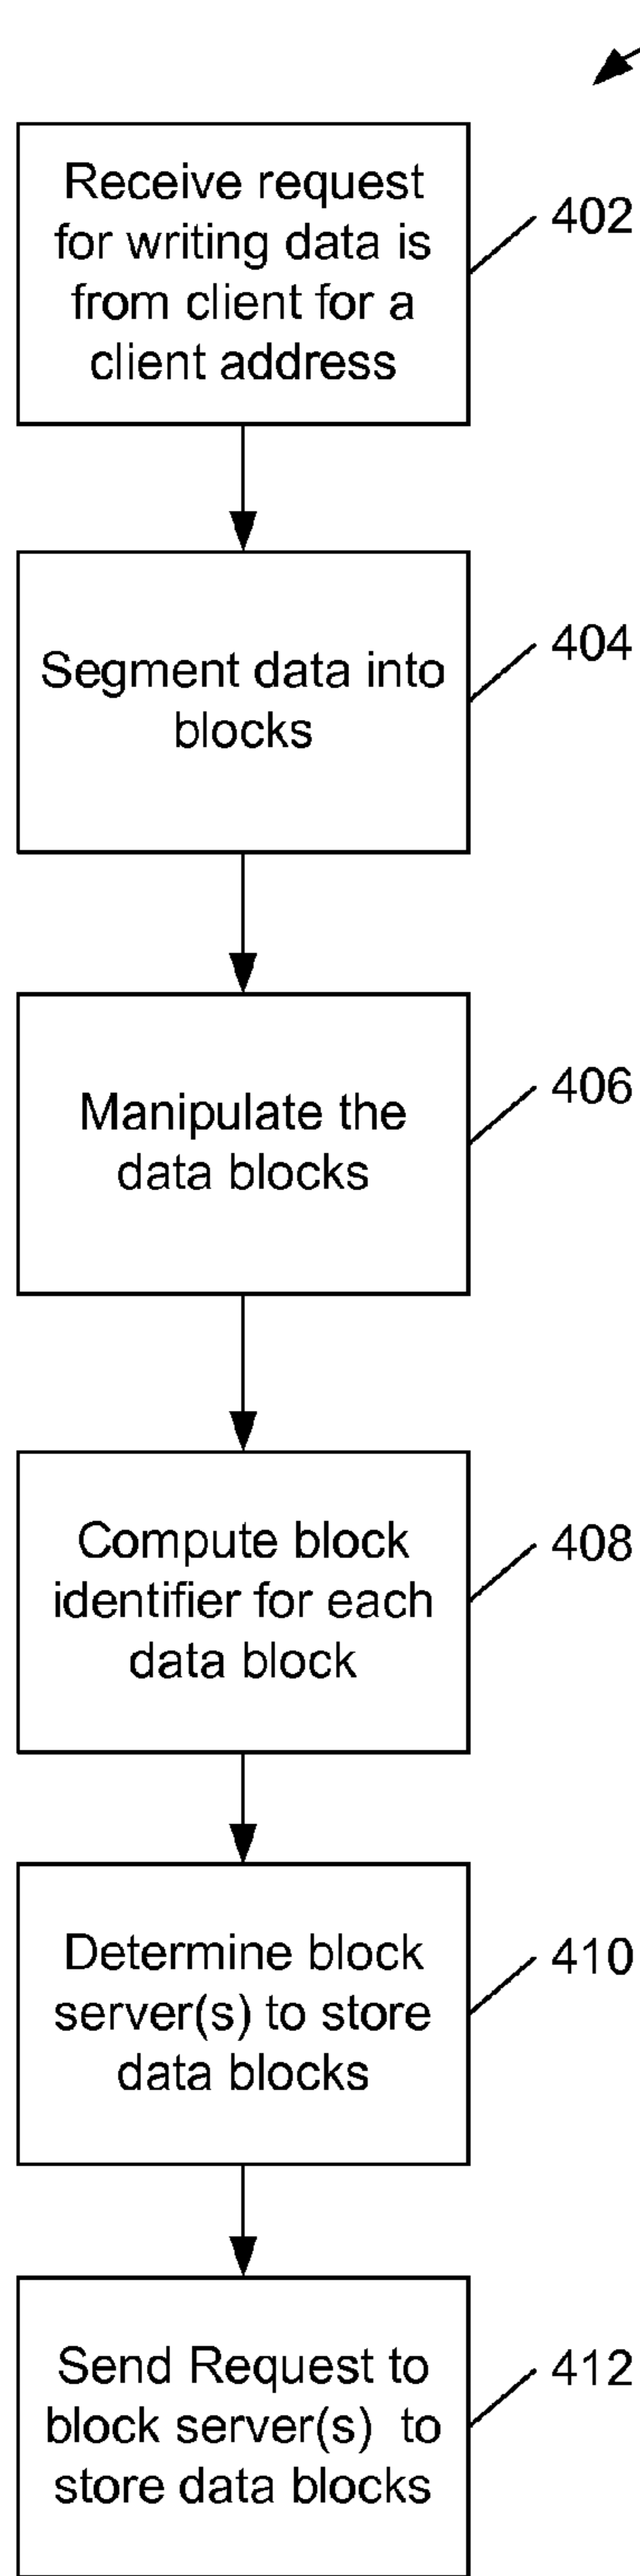 Receive request
for writing data is
from client for a
client address
402
Segment data into
blocks
404
Manipulate the
data blocks
406
Compute block
identifier for each
data block
408
Determine block
server(s) to store
data blocks
410
Send Request to
block server(s) to
store data blocks
412